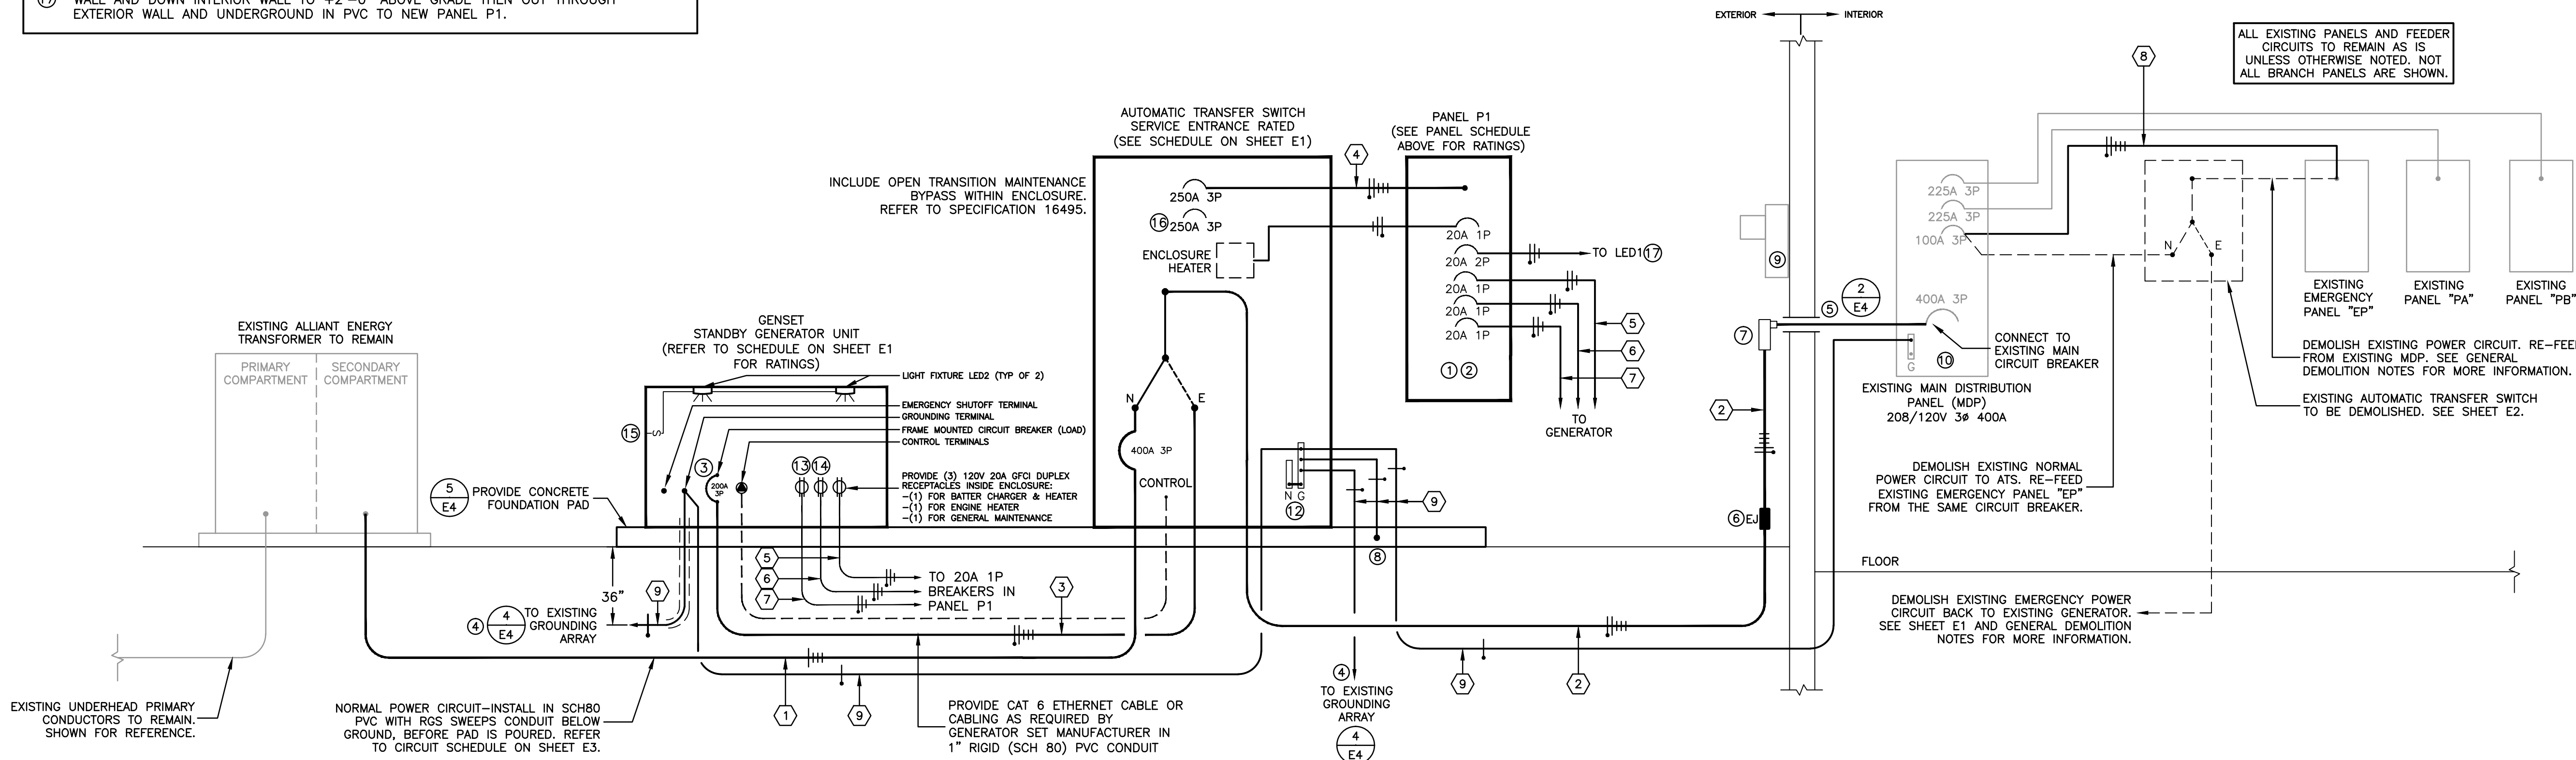 17 WALL AND DOWN INTERIOR WALL TO +2'-0" ABOVE GRADE THEN OUT THROUGH
EXTERIOR WALL AND UNDERGROUND IN PVC TO NEW PANEL P1.
EXTERIOR
INTERIOR
ALL EXISTING PANELS AND FEEDER
CIRCUITS TO REMAIN AS IS
UNLESS OTHERWISE NOTED. NOT
ALL BRANCH PANELS ARE SHOWN.
8
AUTOMATIC TRANSFER SWITCH
SERVICE ENTRANCE RATED
(SEE SCHEDULE ON SHEET E1)
PANEL P1
(SEE PANEL SCHEDULE
ABOVE FOR RATINGS)
4
INCLUDE OPEN TRANSITION MAINTENANCE
BYPASS WITHIN ENCLOSURE.
REFER TO SPECIFICATION 16495.
250A 3P
16 250A 3P
ENCLOSURE
HEATER
20A 1P
20A 2P
20A 1P
20A 1P
20A 1P
TO LED1 17
5
6
7
1 2
TO
GENERATOR
225A 3P
225A 3P
100A 3P
N E
EXISTING
EMERGENCY
PANEL "EP"
EXISTING
PANEL "PA"
EXISTING
PANEL "PB"
9
5
2
E4
400A 3P
G
10
7
CONNECT TO
EXISTING MAIN
CIRCUIT BREAKER
EXISTING MAIN DISTRIBUTION
PANEL (MDP)
208/120V 3Ø 400A
DEMOLISH EXISTING POWER CIRCUIT. RE-FEE
FROM EXISTING MDP. SEE GENERAL
DEMOLITION NOTES FOR MORE INFORMATION.
EXISTING AUTOMATIC TRANSFER SWITCH
TO BE DEMOLISHED. SEE SHEET E2.
EXISTING ALLIANT ENERGY
TRANSFORMER TO REMAIN
PRIMARY
COMPARTMENT
SECONDARY
COMPARTMENT
GENSET
STANDBY GENERATOR UNIT
(REFER TO SCHEDULE ON SHEET E1
FOR RATINGS)
LIGHT FIXTURE LED2 (TYP OF 2)
EMERGENCY SHUTOFF TERMINAL
GROUNDING TERMINAL
FRAME MOUNTED CIRCUIT BREAKER (LOAD)
CONTROL TERMINALS
15 S
3
200A
3P
13 14
PROVIDE (3) 120V 20A GFCI DUPLEX
RECEPTACLES INSIDE ENCLOSURE:
-(1) FOR BATTER CHARGER & HEATER
-(1) FOR ENGINE HEATER
-(1) FOR GENERAL MAINTENANCE
N E
400A 3P
CONTROL
N G
12
9
8
2
6 EJ
5
E4
PROVIDE CONCRETE
FOUNDATION PAD
DEMOLISH EXISTING NORMAL
POWER CIRCUIT TO ATS. RE-FEED
EXISTING EMERGENCY PANEL "EP"
FROM THE SAME CIRCUIT BREAKER.
FLOOR
DEMOLISH EXISTING EMERGENCY POWER
CIRCUIT BACK TO EXISTING GENERATOR.
SEE SHEET E1 AND GENERAL DEMOLITION
NOTES FOR MORE INFORMATION.
36"
9
5
6
7
TO 20A 1P
BREAKERS IN
PANEL P1
3
4
4
E4
TO EXISTING
GROUNDING
ARRAY
EXISTING UNDERHEAD PRIMARY
CONDUCTORS TO REMAIN.
SHOWN FOR REFERENCE.
NORMAL POWER CIRCUIT-INSTALL IN SCH80
PVC WITH RGS SWEEPS CONDUIT BELOW
GROUND, BEFORE PAD IS POURED. REFER
TO CIRCUIT SCHEDULE ON SHEET E3.
1
9
PROVIDE CAT 6 ETHERNET CABLE OR
CABLING AS REQUIRED BY
GENERATOR SET MANUFACTURER IN
1" RIGID (SCH 80) PVC CONDUIT
4
TO EXISTING
GROUNDING
ARRAY
4
E4
9
2